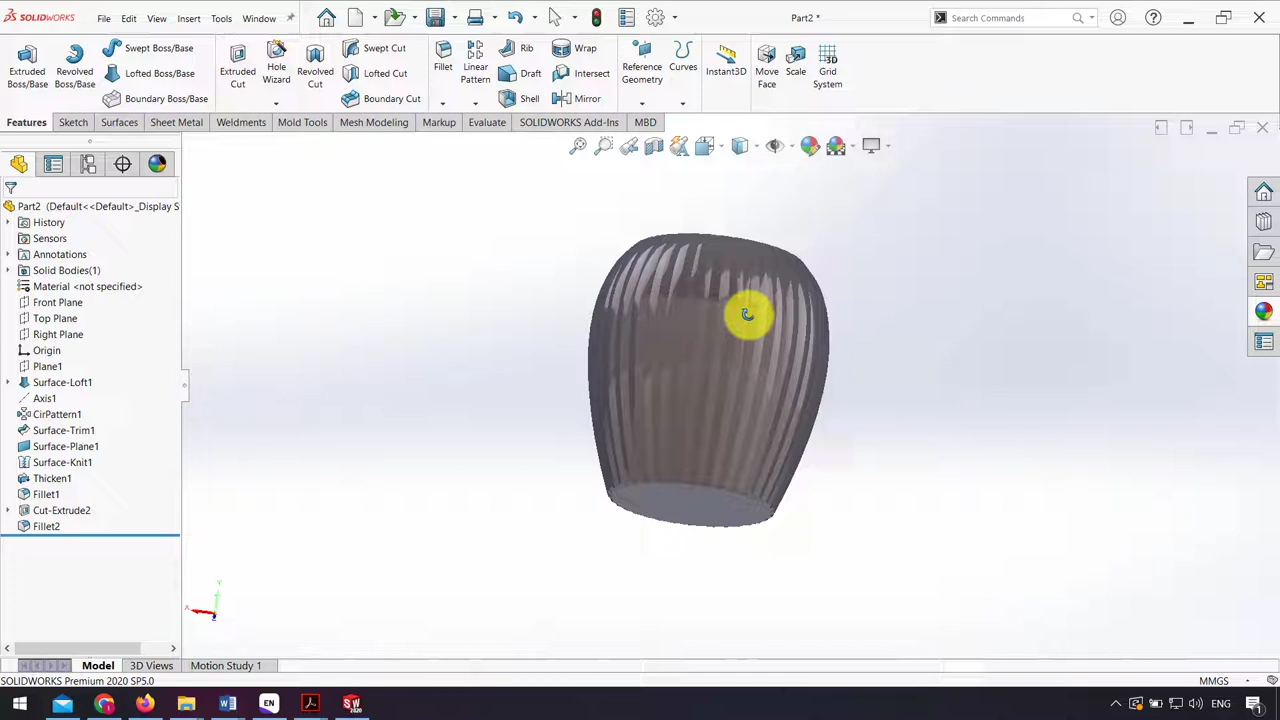 SOLIDWORKS File Edit View Insert Tools Window Part2 * Search Commands
Extruded Boss/Base
Revolved Boss/Base
Swept Boss/Base
Lofted Boss/Base
Boundary Boss/Base
Extruded Cut
Hole Wizard
Revolved Cut
Swept Cut
Lofted Cut
Boundary Cut
Fillet
Linear Pattern
Rib
Draft
Shell
Wrap
Intersect
Mirror
Reference Geometry
Curves
Instant3D
Move Face
Scale
Grid System
Features Sketch Surfaces Sheet Metal Weldments Mold Tools Mesh Modeling Markup Evaluate SOLIDWORKS Add-Ins MBD
Part2 (Default<<Default>_Display S
History
Sensors
Annotations
Solid Bodies(1)
Material <not specified>
Front Plane
Top Plane
Right Plane
Origin
Plane1
Surface-Loft1
Axis1
CirPattern1
Surface-Trim1
Surface-Plane1
Surface-Knit1
Thicken1
Fillet1
Cut-Extrude2
Fillet2
Y
X
Z
Model 3D Views Motion Study 1
SOLIDWORKS Premium 2020 SP5.0 MMGS
EN ENG